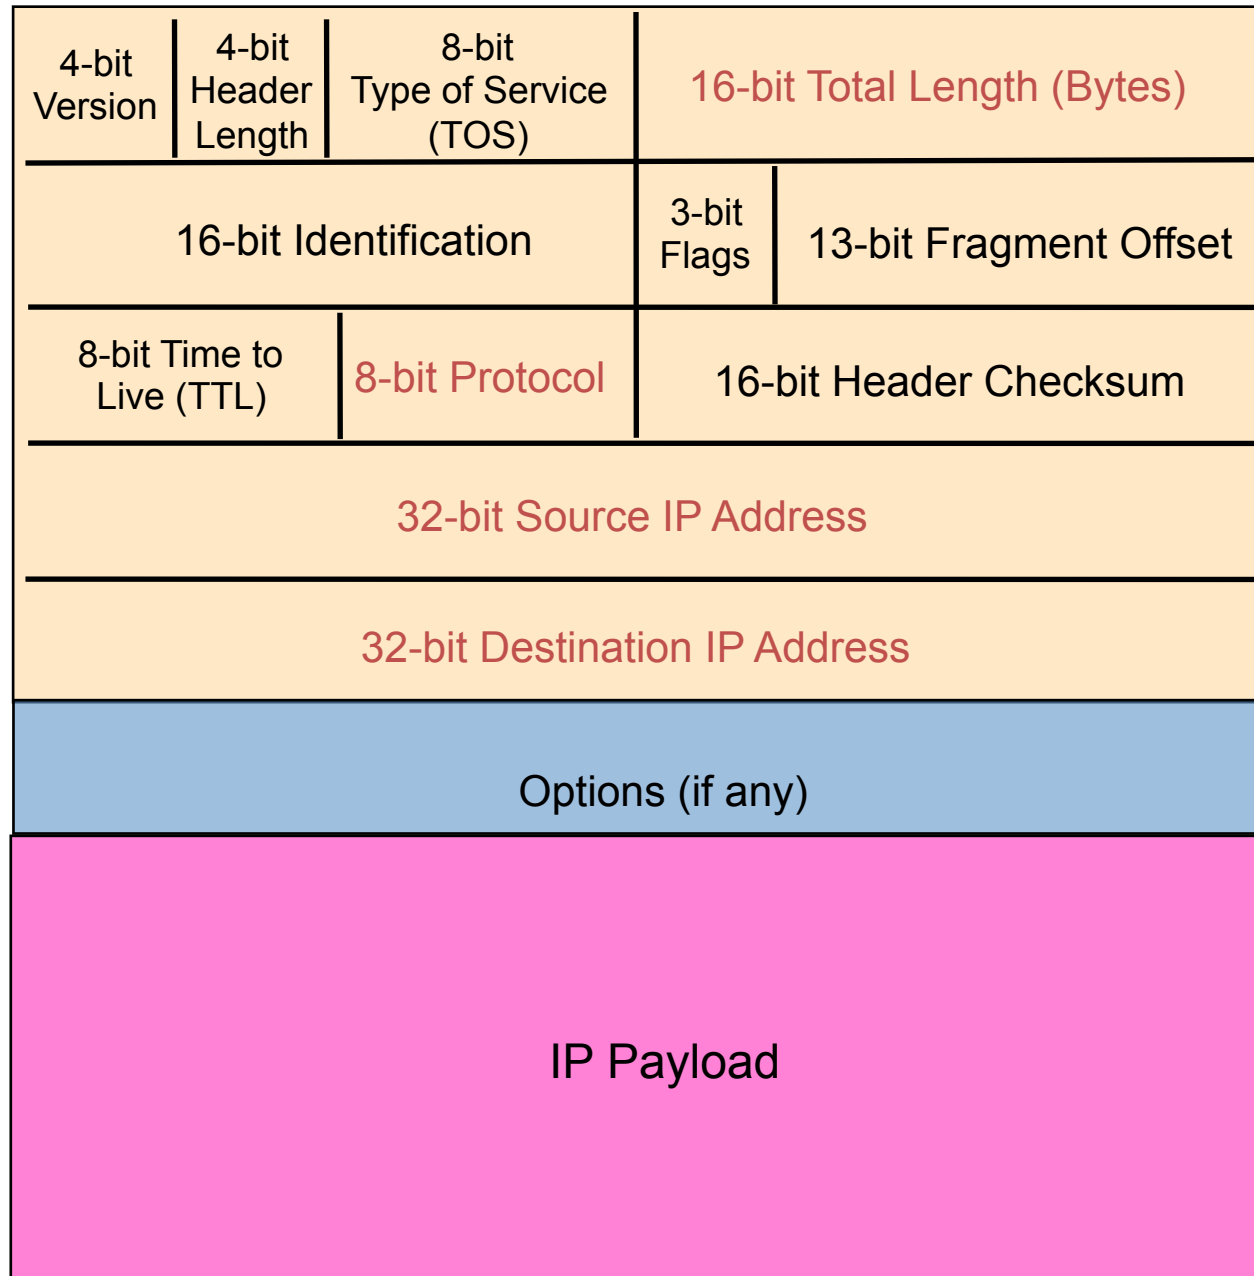 4-bit
Version
4-bit
Header
Length
8-bit
Type of Service
(TOS)
16-bit Total Length (Bytes)
16-bit Identification
3-bit
Flags
13-bit Fragment Offset
8-bit Time to
Live (TTL)
8-bit Protocol
16-bit Header Checksum
32-bit Source IP Address
32-bit Destination IP Address
Options (if any)
IP Payload